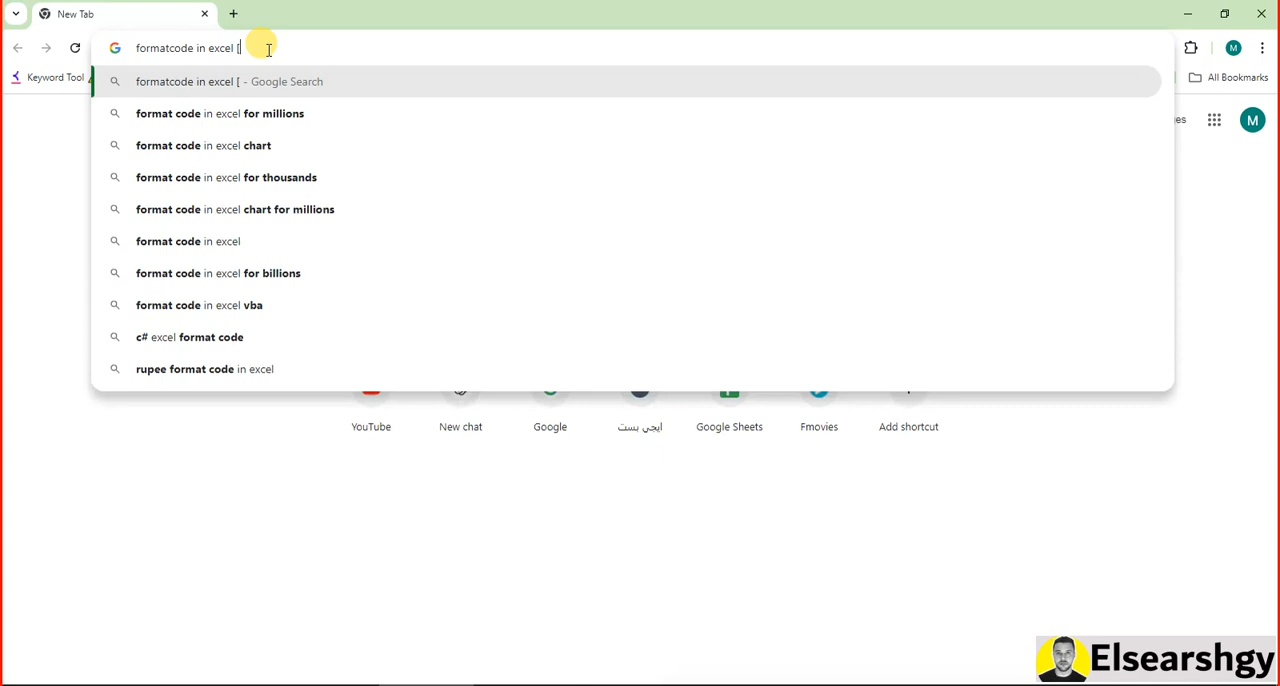 New Tab
formatcode in excel [
Keyword Tool
All Bookmarks
formatcode in excel [ - Google Search
format code in excel for millions
format code in excel chart
format code in excel for thousands
format code in excel chart for millions
format code in excel
format code in excel for billions
format code in excel vba
c# excel format code
rupee format code in excel
es
M
M
YouTube
New chat
Google
ايجي بست
Google Sheets
Fmovies
Add shortcut
Elsearshgy